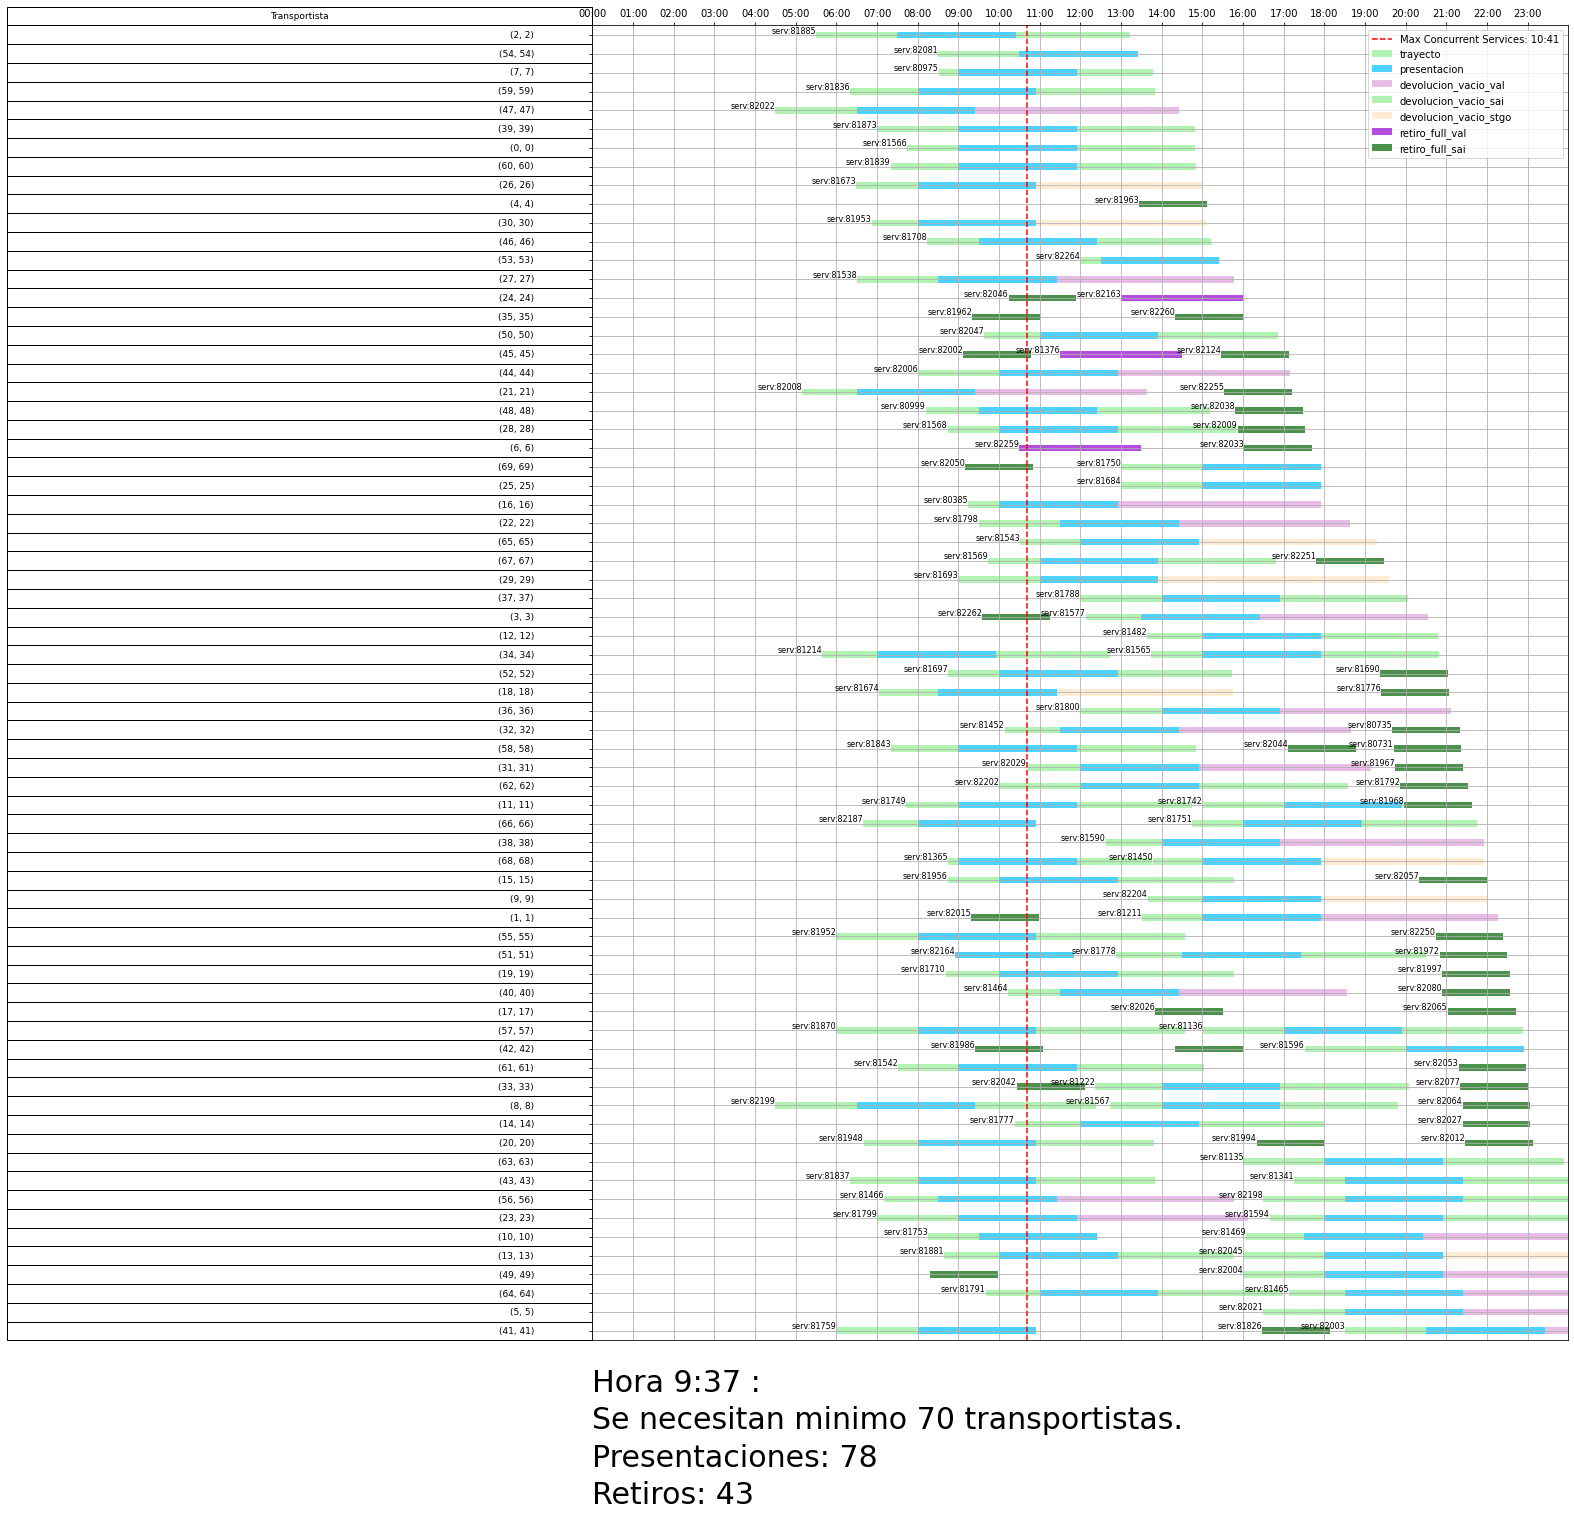 Transportista
00:00 01:00 02:00 03:00 04:00 05:00 06:00 07:00 08:00 09:00 10:00 11:00 12:00 13:00 14:00 15:00 16:00 17:00 18:00 19:00 20:00 21:00 22:00 23:00
Max Concurrent Services: 10:41
trayecto
presentacion
devolucion_vacio_val
devolucion_vacio_sai
devolucion_vacio_stgo
retiro_full_val
retiro_full_sai
(2, 2) serv:81885
(54, 54) serv:82081
(7, 7) serv:80975
(59, 59) serv:81836
(47, 47) serv:82022
(39, 39) serv:81873
(0, 0) serv:81566
(60, 60) serv:81839
(26, 26) serv:81673
(4, 4) serv:81963
(30, 30) serv:81953
(46, 46) serv:81708
(53, 53) serv:82264
(27, 27) serv:81538
(24, 24) serv:82046 serv:82163
(35, 35) serv:81962 serv:82260
(50, 50) serv:82047
(45, 45) serv:82002 serv:81376 serv:82124
(44, 44) serv:82006
(21, 21) serv:82008 serv:82255
(48, 48) serv:80999 serv:82038
(28, 28) serv:81568 serv:82009
(6, 6) serv:82259 serv:82033
(69, 69) serv:82050 serv:81750
(25, 25) serv:81684
(16, 16) serv:80385
(22, 22) serv:81798
(65, 65) serv:81543
(67, 67) serv:81569 serv:82251
(29, 29) serv:81693
(37, 37) serv:81788
(3, 3) serv:82262 serv:81577
(12, 12) serv:81482
(34, 34) serv:81214 serv:81565
(52, 52) serv:81697 serv:81690
(18, 18) serv:81674 serv:81776
(36, 36) serv:81800
(32, 32) serv:81452 serv:80735
(58, 58) serv:81843 serv:82044 serv:80731
(31, 31) serv:82029 serv:81967
(62, 62) serv:82202 serv:81792
(11, 11) serv:81749 serv:81742 serv:81968
(66, 66) serv:82187 serv:81751
(38, 38) serv:81590
(68, 68) serv:81365 serv:81450
(15, 15) serv:81956 serv:82057
(9, 9) serv:82204
(1, 1) serv:82015 serv:81211
(55, 55) serv:81952 serv:82250
(51, 51) serv:82164 serv:81778 serv:81972
(19, 19) serv:81710 serv:81997
(40, 40) serv:81464 serv:82080
(17, 17) serv:82026 serv:82065
(57, 57) serv:81870 serv:81136
(42, 42) serv:81986 serv:81596
(61, 61) serv:81542 serv:82053
(33, 33) serv:82042 serv:81222 serv:82077
(8, 8) serv:82199 serv:81567 serv:82064
(14, 14) serv:81777 serv:82027
(20, 20) serv:81948 serv:81994 serv:82012
(63, 63) serv:81135
(43, 43) serv:81837 serv:81341
(56, 56) serv:81466 serv:82198
(23, 23) serv:81799 serv:81594
(10, 10) serv:81753 serv:81469
(13, 13) serv:81881 serv:82045
(49, 49) serv:82004
(64, 64) serv:81791 serv:81465
(5, 5) serv:82021
(41, 41) serv:81759 serv:81826 serv:82003
Hora 9:37 :
Se necesitan minimo 70 transportistas.
Presentaciones: 78
Retiros: 43